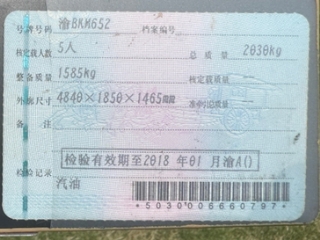 号牌号码 渝BKM652 档案编号
核定载人数 5人 总质量 2030kg
整备质量 1585kg 核定载质量 —
外廓尺寸 4840×1850×1465mm 准牵引总质量 —
备注
检验有效期至2018 年01 月渝A()
检验记录
汽油
*5030006660797*